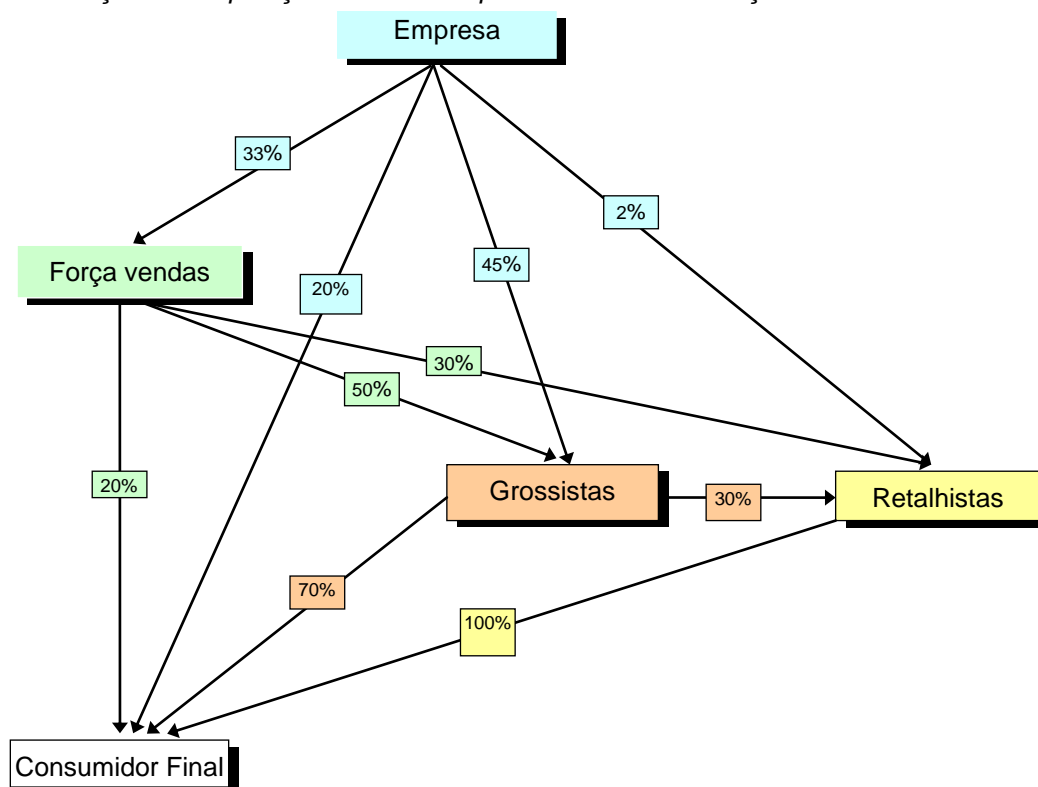 Empresa
33%
2%
Força vendas
20%
45%
30%
50%
20%
Grossistas
30%
Retalhistas
70%
100%
Consumidor Final